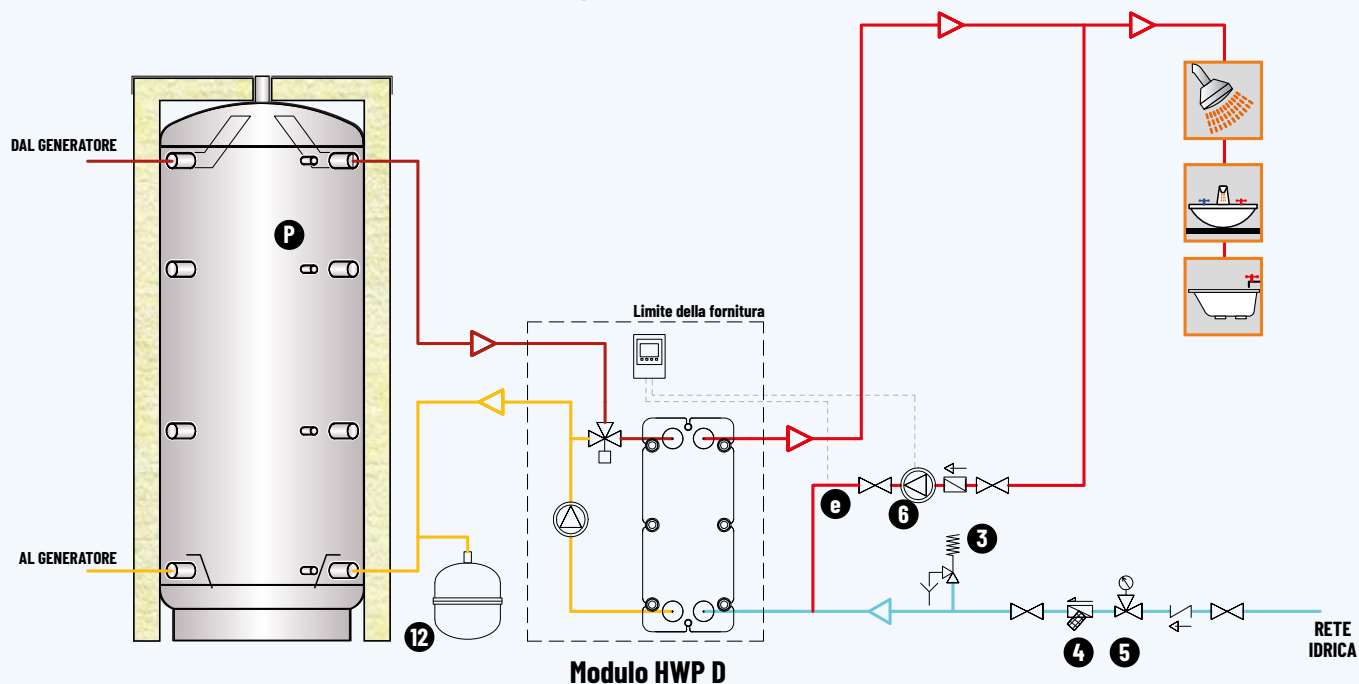 DAL GENERATORE
P
Limite della fornitura
e
6
3
AL GENERATORE
12
4
5
RETE
IDRICA
Modulo HWP D